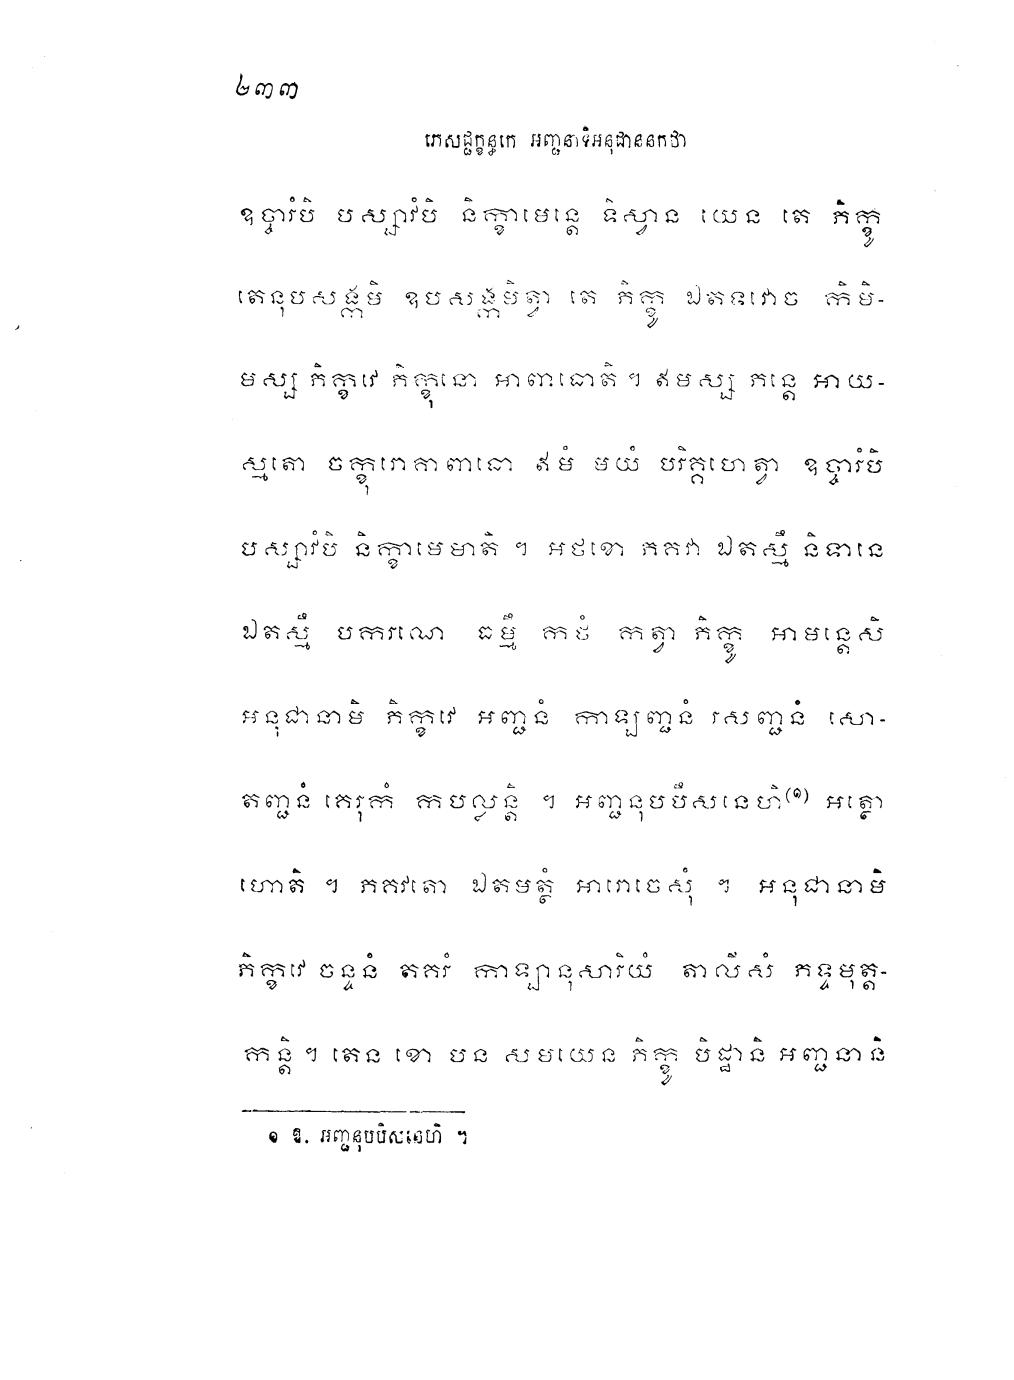 ២៣៣
ភេសជ្ជក្ខន្ធកេ អញ្ជនាទិអនុជាននកថា
ឧច្ចារំបិ បស្សាវំបិ និក្ខាមេន្តេ ទិស្វាន យេន តេ ភិក្ខូ
តេនុបសង្កមិ ឧបសង្កមិត្វា តេ ភិក្ខូ ឯតទវោច កិមិ-
មស្ស ភិក្ខវេ ភិក្ខុនោ អាពាធោតិ ។ ឥមស្ស ភន្តេ អាយ-
ស្មតោ ចក្ខុរោគាពាធោ ឥមំ មយំ បរិគ្គហេត្វា ឧច្ចារំបិ
បស្សាវំបិ និក្ខាមេមាតិ ។ អថខោ ភគវា ឯតស្មឹ និទានេ
ឯតស្មឹ បករណេ ធម្មឹ កថំ កត្វា ភិក្ខូ អាមន្តេសិ
អនុជានាមិ ភិក្ខវេ អញ្ជនំ កាឡញ្ជនំ រសញ្ជនំ សោ-
តញ្ជនំ គេរុកំ កបល្លន្តិ ។ អញ្ជនុបបឹសនេហិ(១) អត្ថោ
ហោតិ ។ ភគវតោ ឯតមត្ថំ អារោចេសុំ ។ អនុជានាមិ
ភិក្ខវេ ចន្ទនំ តគរំ កាឡានុសារិយំ តាលីសំ ភទ្ទមុត្ត-
កន្តិ ។ តេន ខោ បន សមយេន ភិក្ខូ បិដ្ឋានិ អញ្ជនានិ
១ ឱ. អញ្ជនុបបិសនេហិ ។